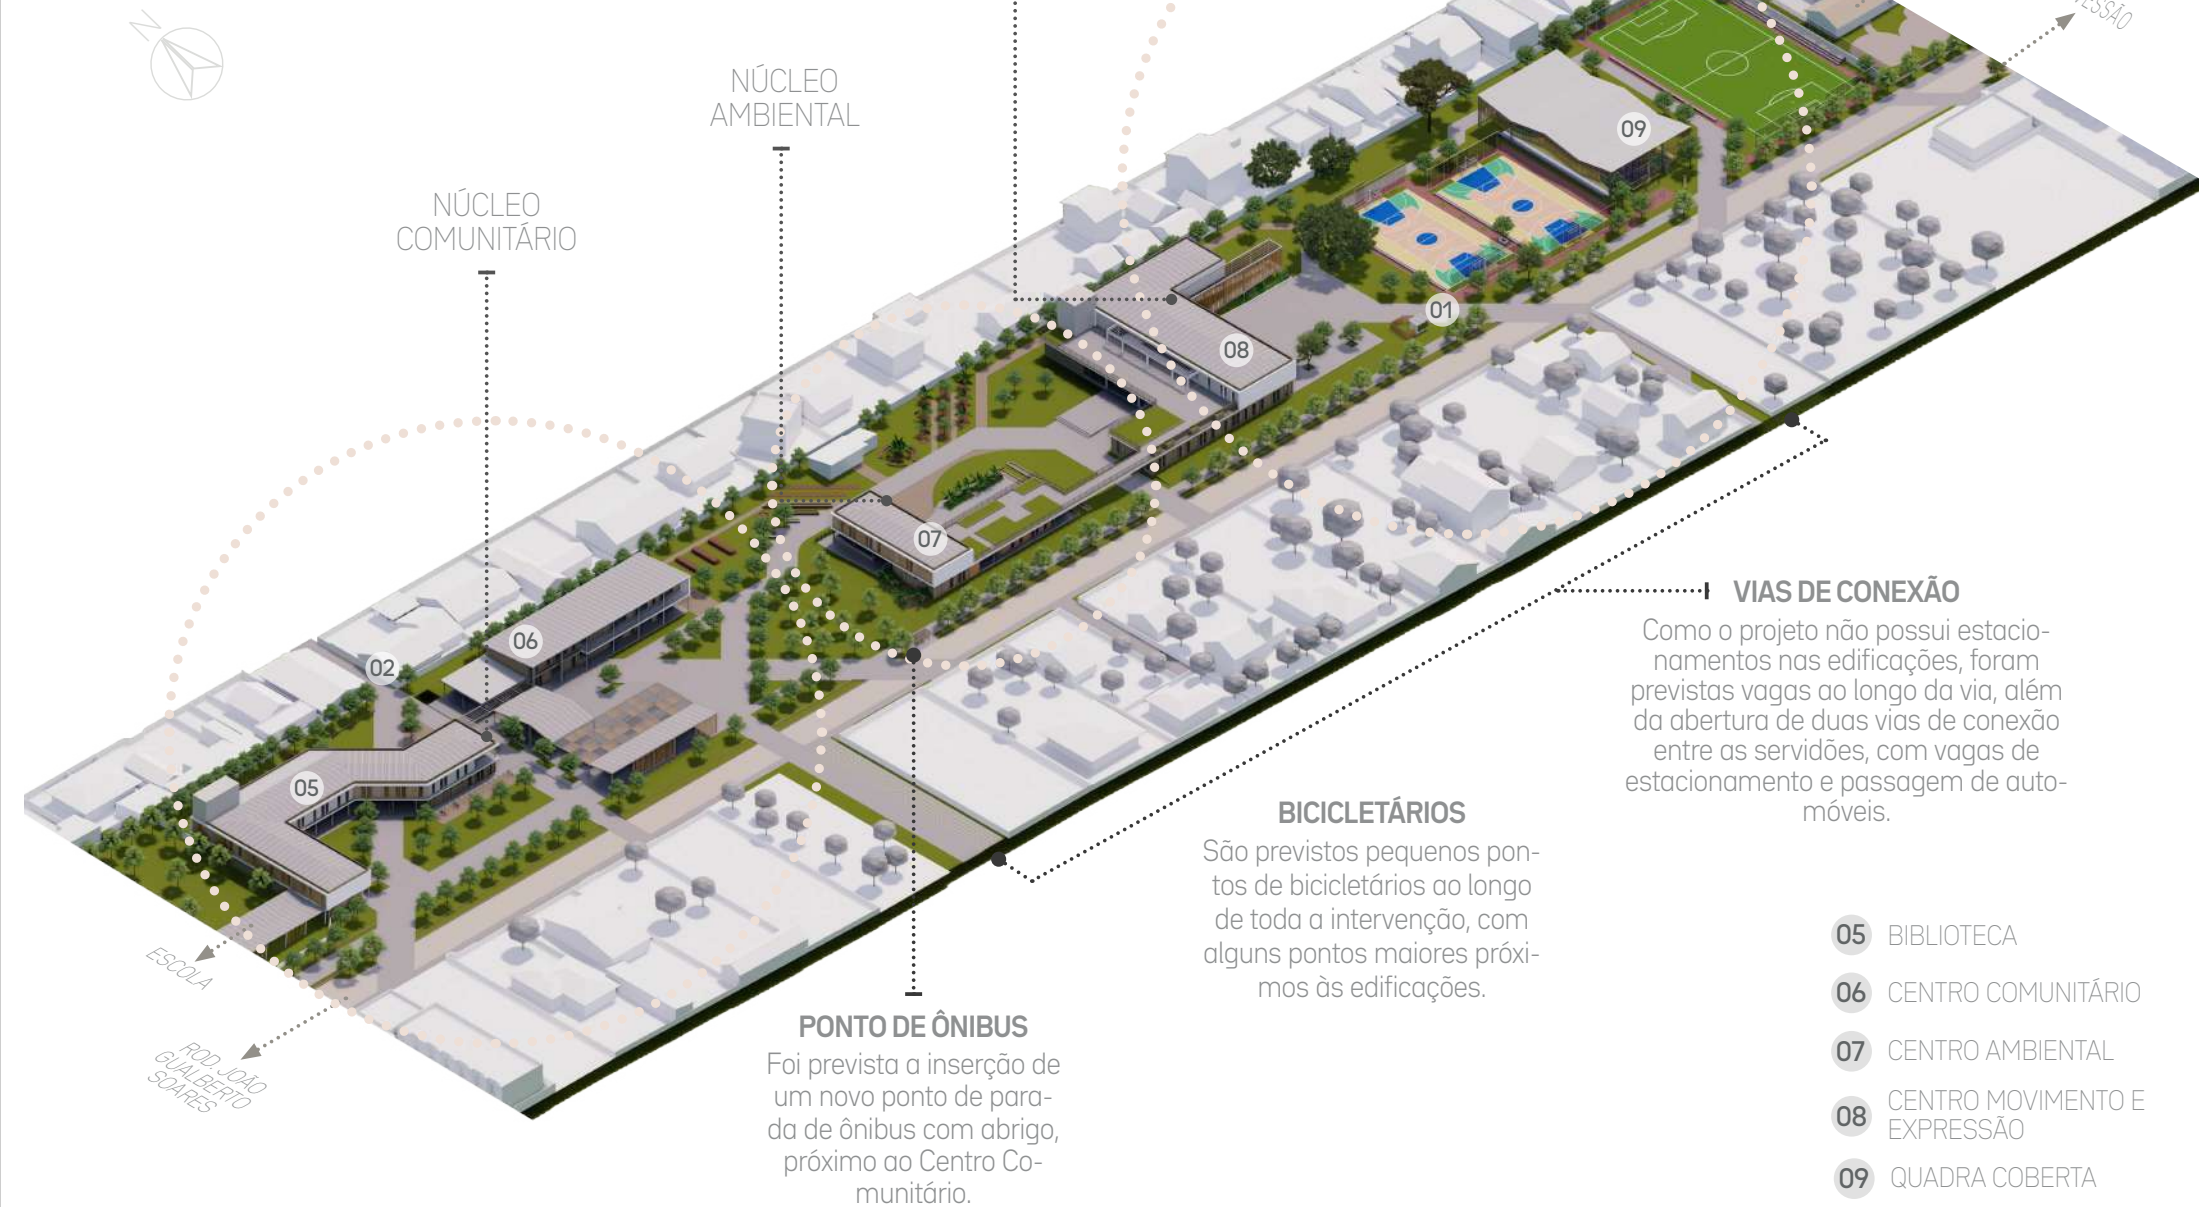 N
NÚCLEO
AMBIENTAL
NÚCLEO
COMUNITÁRIO
09
01
08
07
06
02
05
ESCOLA
ROD. JOÃO
GUALBERTO
SOARES
VIAS DE CONEXÃO
Como o projeto não possui estacio-
namentos nas edificações, foram
previstas vagas ao longo da via, além
da abertura de duas vias de conexão
entre as servidões, com vagas de
estacionamento e passagem de auto-
móveis.
BICICLETÁRIOS
São previstos pequenos pon-
tos de bicicletários ao longo
de toda a intervenção, com
alguns pontos maiores próxi-
mos às edificações.
PONTO DE ÔNIBUS
Foi prevista a inserção de
um novo ponto de para-
da de ônibus com abrigo,
próximo ao Centro Co-
munitário.
05 BIBLIOTECA
06 CENTRO COMUNITÁRIO
07 CENTRO AMBIENTAL
08 CENTRO MOVIMENTO E
EXPRESSÃO
09 QUADRA COBERTA